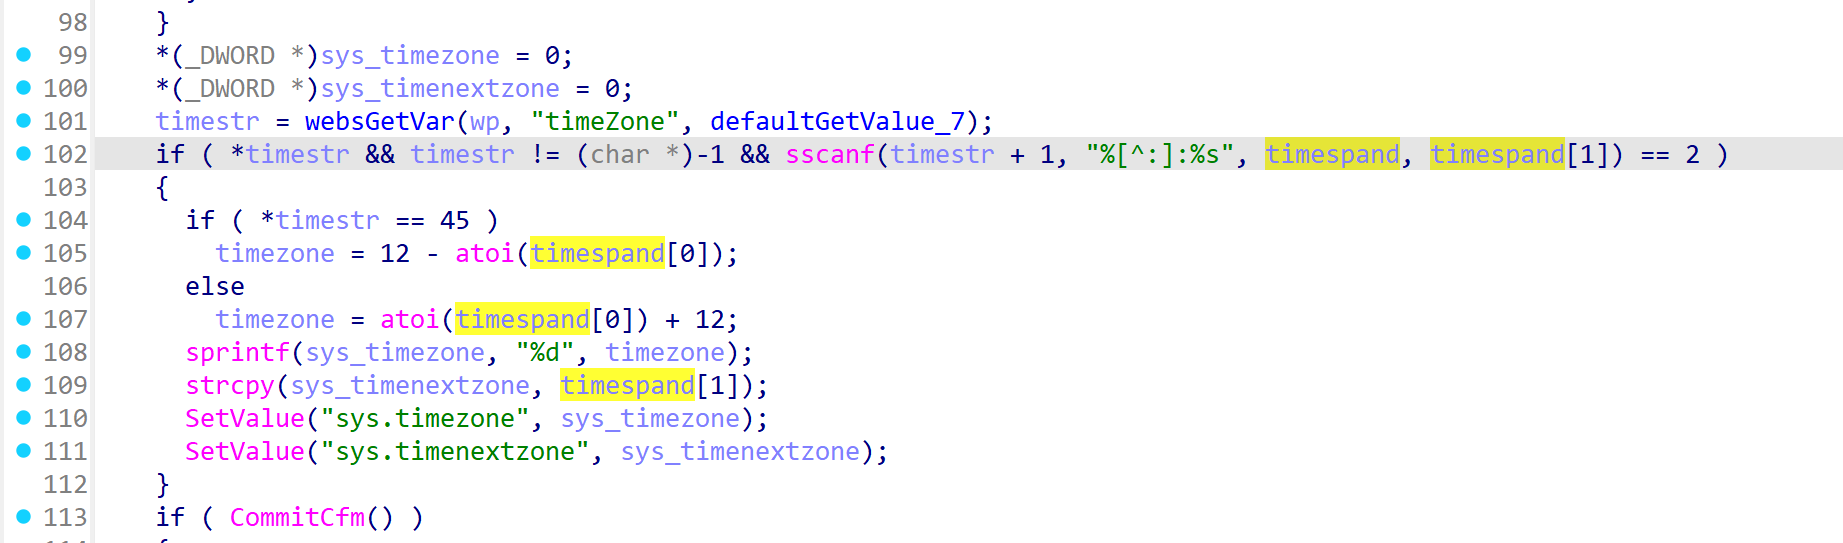 98 }
99 *(_DWORD *)sys_timezone = 0;
100 *(_DWORD *)sys_timenextzone = 0;
101 timestr = websGetVar(wp, "timeZone", defaultGetValue_7);
102 if ( *timestr && timestr != (char *)-1 && sscanf(timestr + 1, "%[^:]:%s", timespand, timespand[1]) == 2 )
103 {
104 if ( *timestr == 45 )
105 timezone = 12 - atoi(timespand[0]);
106 else
107 timezone = atoi(timespand[0]) + 12;
108 sprintf(sys_timezone, "%d", timezone);
109 strcpy(sys_timenextzone, timespand[1]);
110 SetValue("sys.timezone", sys_timezone);
111 SetValue("sys.timenextzone", sys_timenextzone);
112 }
113 if ( CommitCfm() )